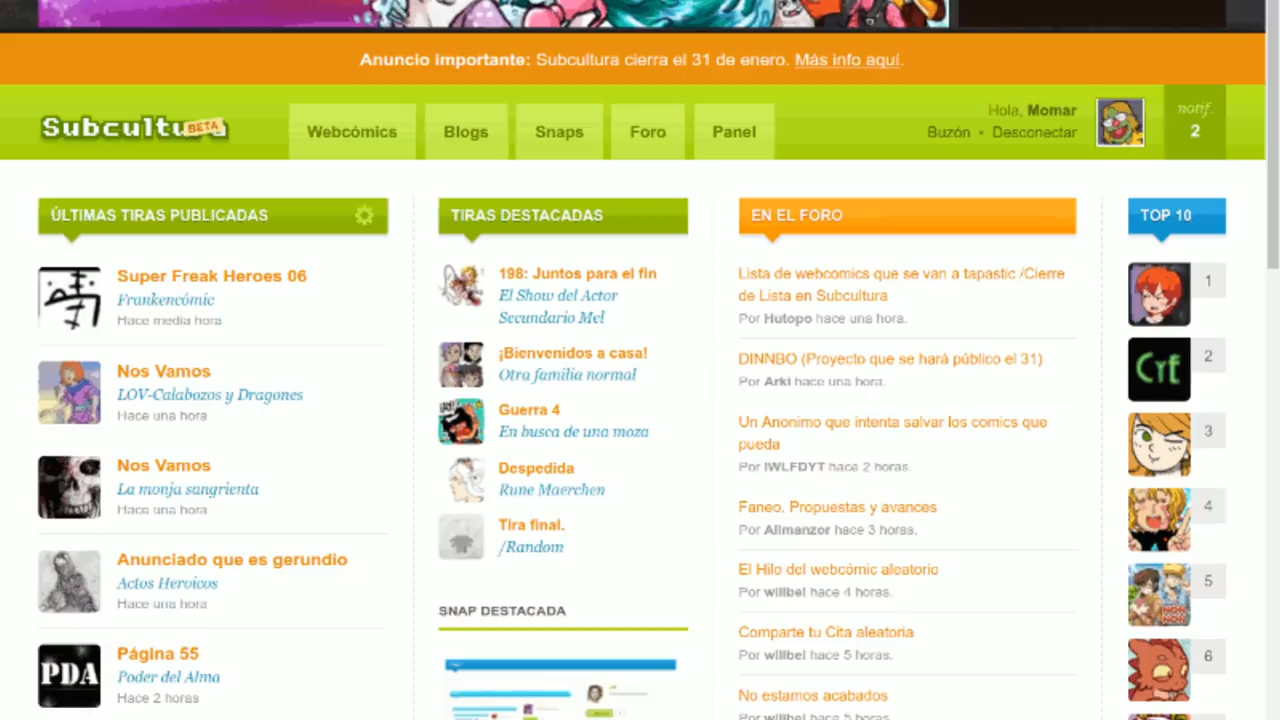 Anuncio importante: Subcultura cierra el 31 de enero. Más info aquí.
Subcultura BETA
Webcómics
Blogs
Snaps
Foro
Panel
Hola, Momar
Buzón • Desconectar
notif.
2
ÚLTIMAS TIRAS PUBLICADAS
Super Freak Heroes 06
Frankencómic
Hace media hora
Nos Vamos
LOV-Calabozos y Dragones
Hace una hora
Nos Vamos
La monja sangrienta
Hace una hora
Anunciado que es gerundio
Actos Heroicos
Hace una hora
PDA
Página 55
Poder del Alma
Hace 2 horas
TIRAS DESTACADAS
198: Juntos para el fin
El Show del Actor
Secundario Mel
¡Bienvenidos a casa!
Otra familia normal
Guerra 4
En busca de una moza
Despedida
Rune Maerchen
Tira final.
/Random
SNAP DESTACADA
EN EL FORO
Lista de webcomics que se van a tapastic /Cierre
de Lista en Subcultura
Por Hutopo hace una hora.
DINNBO (Proyecto que se hará público el 31)
Por Arki hace una hora.
Un Anonimo que intenta salvar los comics que
pueda
Por IWLFDYT hace 2 horas.
Faneo. Propuestas y avances
Por Allmanzor hace 3 horas.
El Hilo del webcómic aleatorio
Por willbel hace 4 horas.
Comparte tu Cita aleatoria
Por willbel hace 5 horas.
No estamos acabados
Por willbel hace 5 horas.
TOP 10
1
CYE
2
3
4
NON NON
5
6